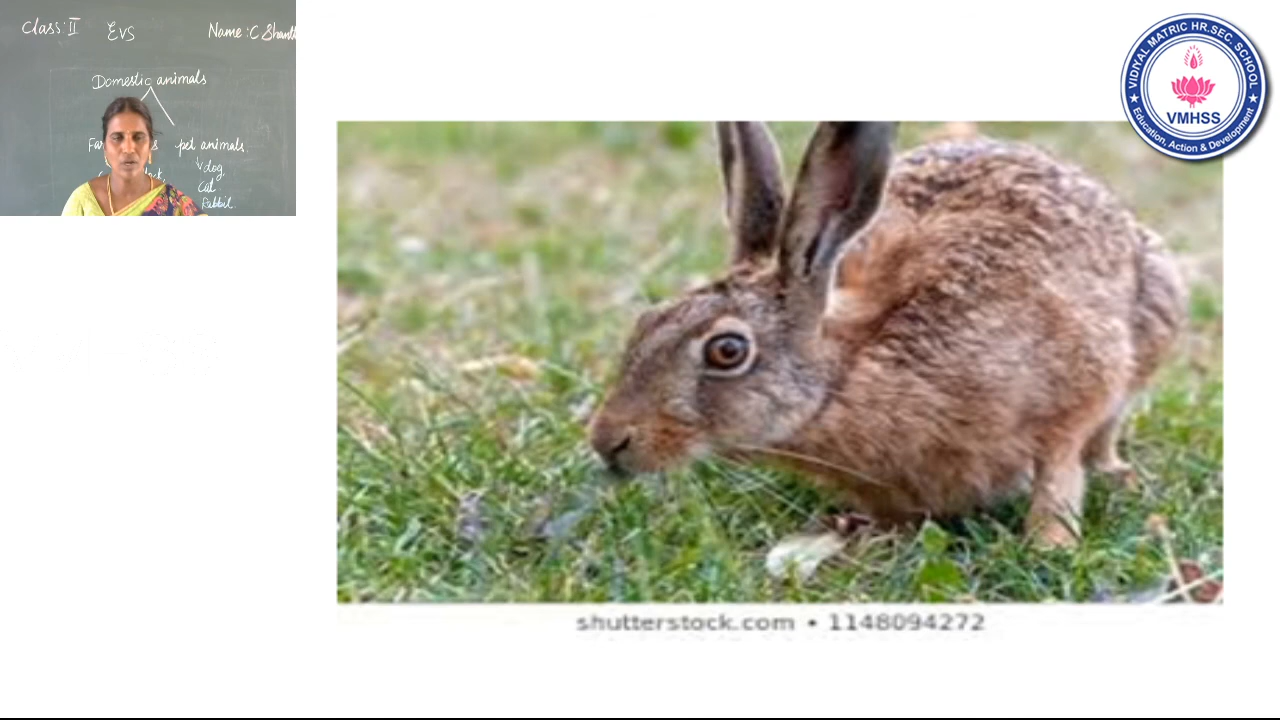 Class: II EVS Name : C
Domestic animals
pet animals.
dog
cat
Rabbit.
VIDIYAL MATRIC HR.SEC. SCHOOL
VMHSS
Education, Action & Development
shutterstock.com • 1148094272